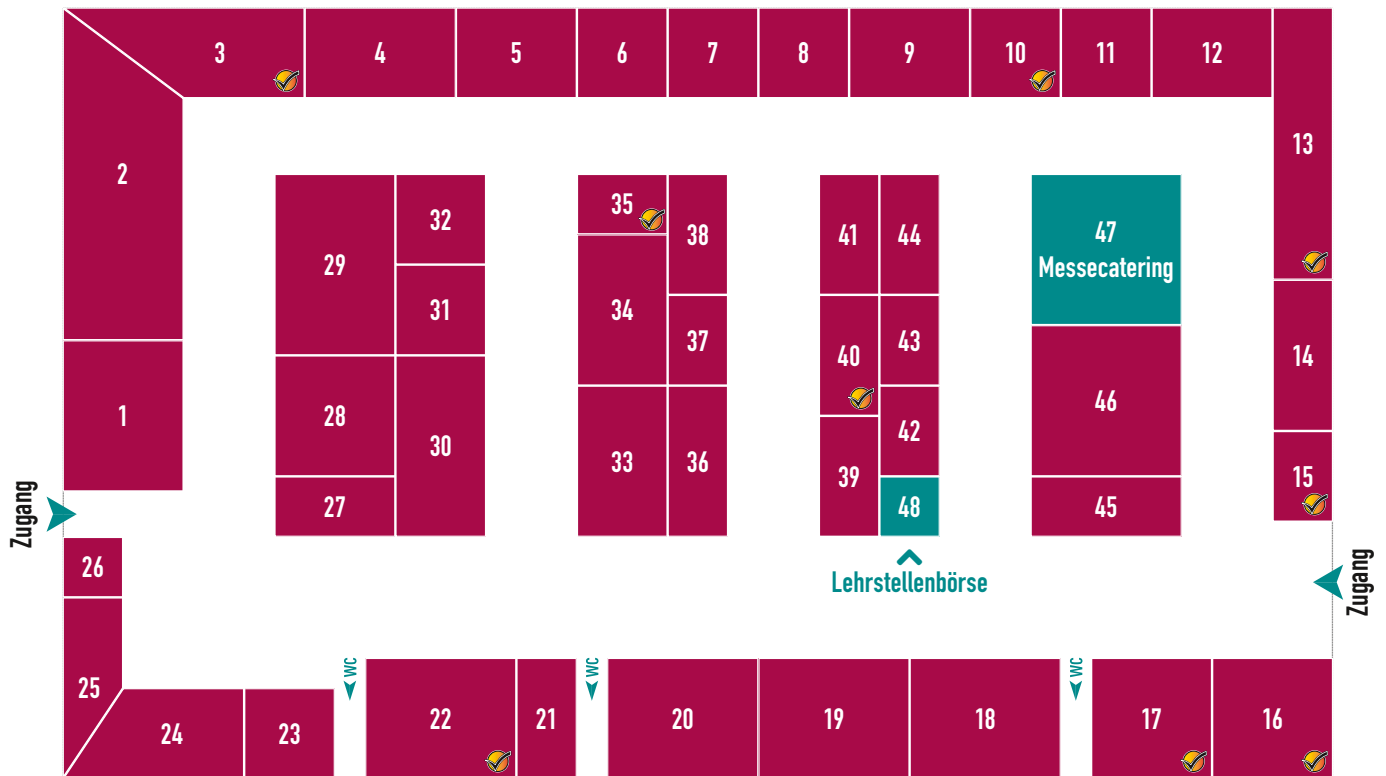 3 4 5 6 7 8 9 10 11 12
13
2
35
32 38 41 44 47
29 Messecatering
31 34 37 40 43 14
1 28 30 42 46
33 36 39 15
27 48 45
Zugang
26 Lehrstellenbörse Zugang
WC WC WC
25
24 23 22 21 20 19 18 17 16